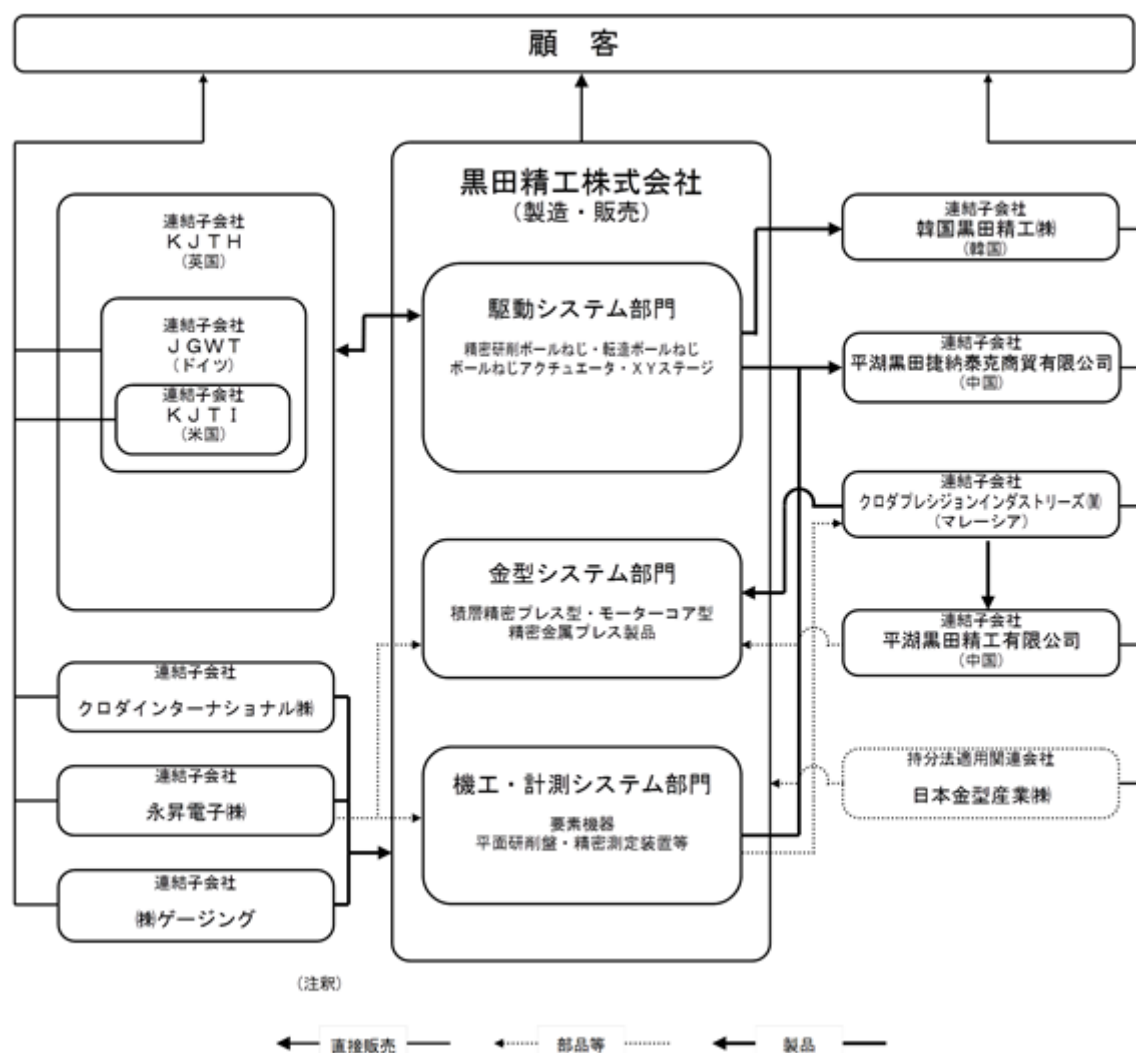 顧　客
黒田精工株式会社
(製造・販売)
連結子会社
ＫＪＴＨ
(英国)
連結子会社
ＪＧＷＴ
(ドイツ)
連結子会社
ＫＪＴＩ
(米国)
駆動システム部門
精密研削ボールねじ・転造ボールねじ
ボールねじアクチュエータ・ＸＹステージ
連結子会社
韓国黒田精工㈱
(韓国)
連結子会社
平湖黒田捷納泰克商貿有限公司
(中国)
連結子会社
クロダプレシジョンインダストリーズ
(マレーシア)
金型システム部門
積層精密プレス型・モーターコア型
精密金属プレス製品
連結子会社
平湖黒田精工有限公司
(中国)
連結子会社
クロダインターナショナル㈱
連結子会社
永昇電子㈱
連結子会社
㈱ゲージング
機工・計測システム部門
要素機器
平面研削盤・精密測定装置等
持分法適用関連会社
日本金型産業㈱
(注釈)
直接販売
部品等
製品